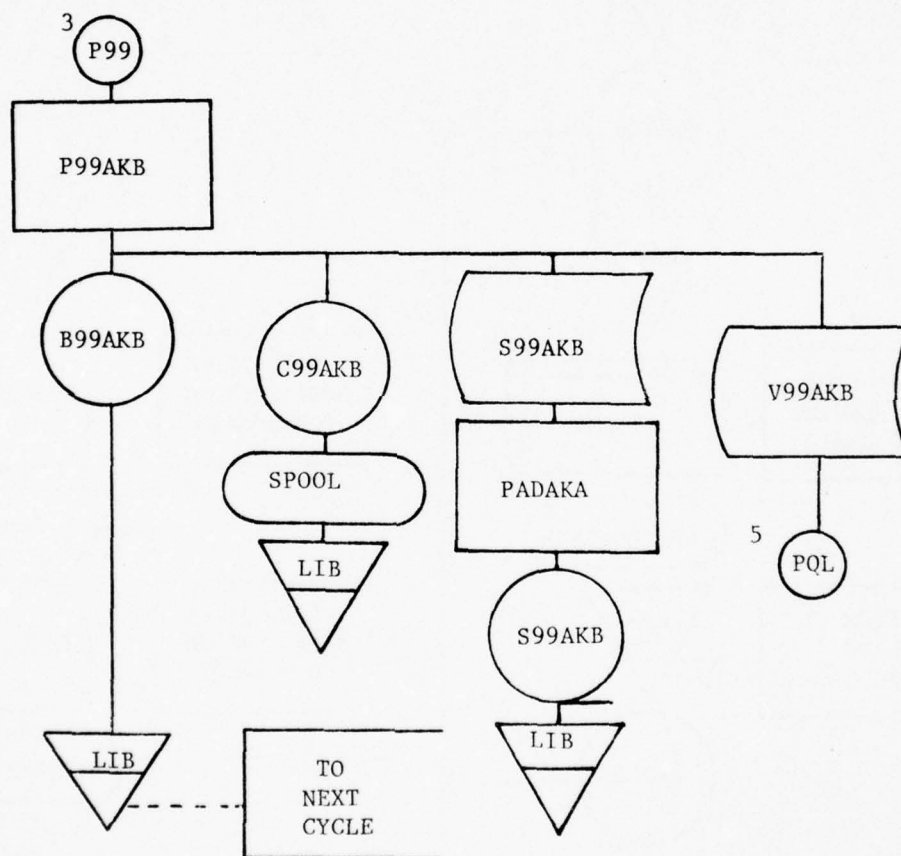 3
P99
P99AKB
B99AKB
C99AKB
S99AKB
V99AKB
SPOOL
PADAKA
5
PQL
LIB
S99AKB
LIB
LIB
TO
NEXT
CYCLE